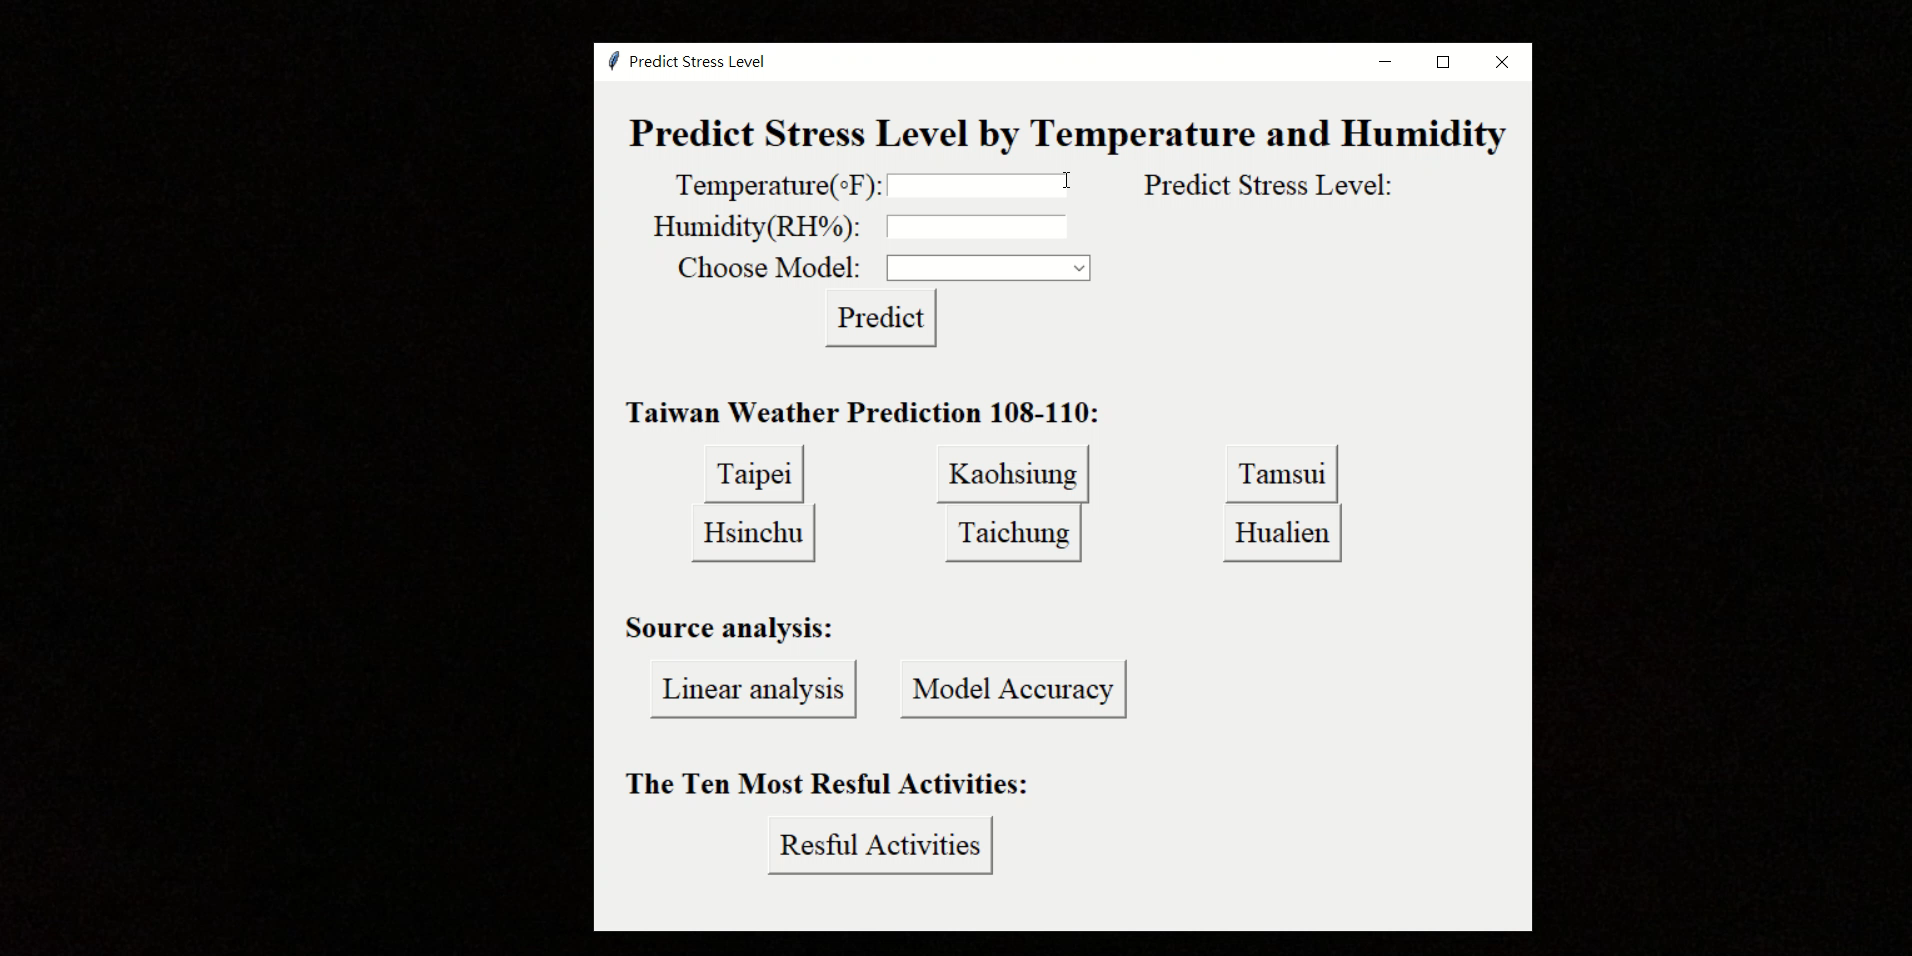 Predict Stress Level
Predict Stress Level by Temperature and Humidity
Temperature(°F): Predict Stress Level:
Humidity(RH%):
Choose Model:
Predict
Taiwan Weather Prediction 108-110:
Taipei Kaohsiung Tamsui
Hsinchu Taichung Hualien
Source analysis:
Linear analysis Model Accuracy
The Ten Most Resful Activities:
Resful Activities